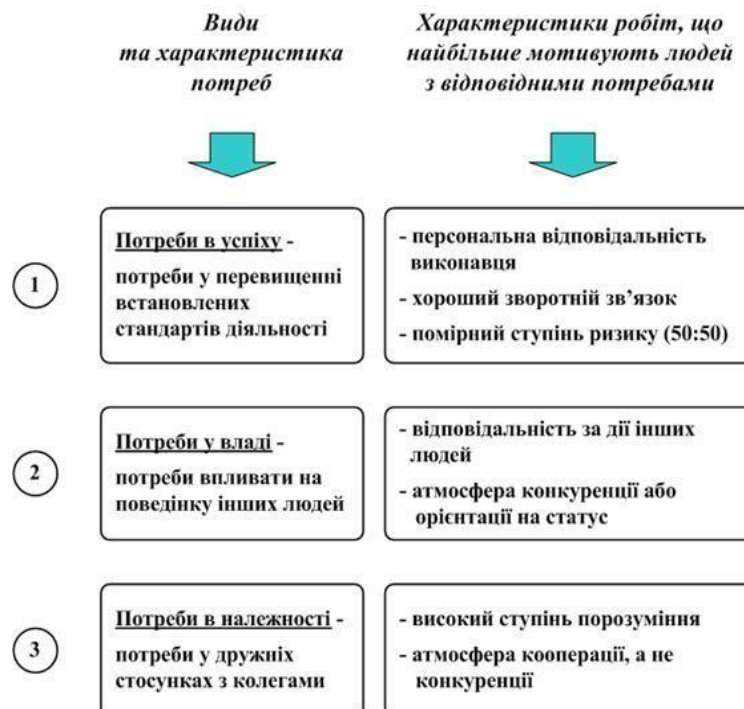 Види
та характеристика
потреб
Характеристики робіт, що
найбільше мотивують людей
з відповідними потребами
1
Потреби в успіху -
потреби у перевищенні
встановлених
стандартів діяльності
- персональна відповідальність
виконавця
- хороший зворотній зв’язок
- помірний ступінь ризику (50:50)
2
Потреби у владі -
потреби впливати на
поведінку інших людей
- відповідальність за дії інших
людей
- атмосфера конкуренції або
орієнтації на статус
3
Потреби в належності -
потреби у дружніх
стосунках з колегами
- високий ступінь порозуміння
- атмосфера кооперації, а не
конкуренції